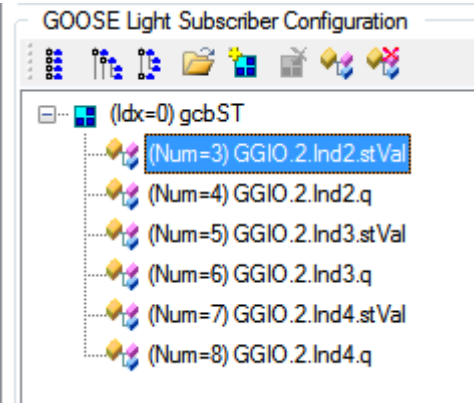 GOOSE Light Subscriber Configuration
(Idx=0) gcbST
(Num=3) GGIO.2.Ind2.stVal
(Num=4) GGIO.2.Ind2.q
(Num=5) GGIO.2.Ind3.stVal
(Num=6) GGIO.2.Ind3.q
(Num=7) GGIO.2.Ind4.stVal
(Num=8) GGIO.2.Ind4.q